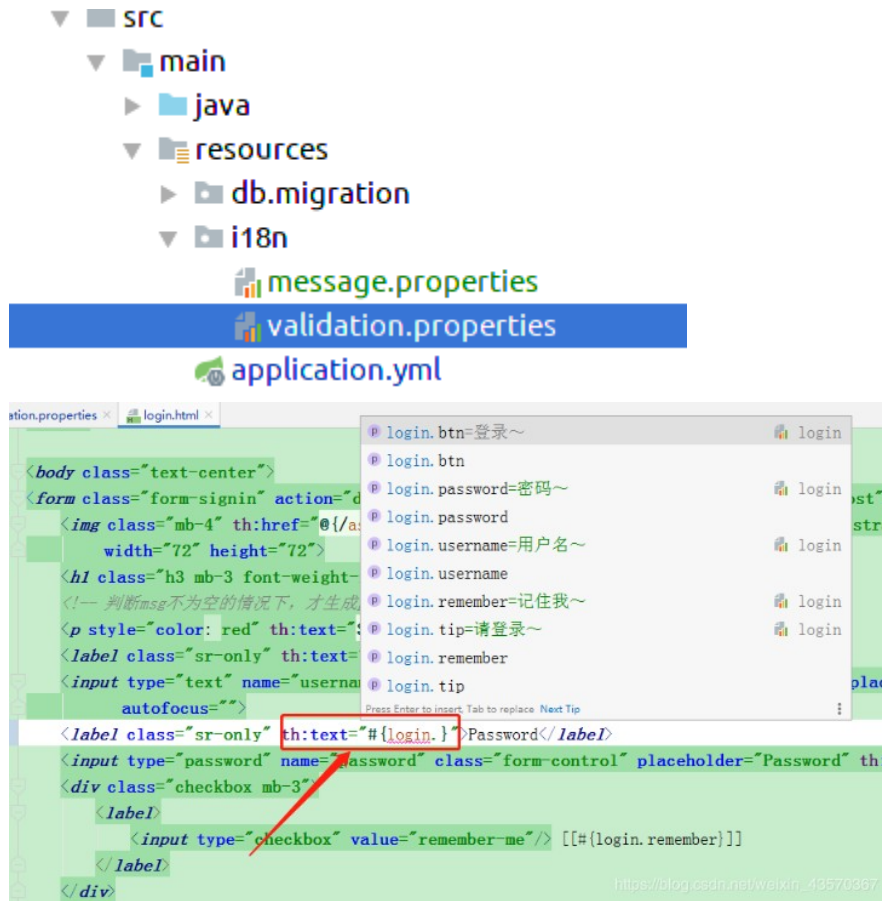 src
main
java
resources
db.migration
i18n
message.properties
validation.properties
application.yml
ation.properties × login.html ×
<body class="text-center">
<form class="form-signin" action="d
ost"
<img class="mb-4" th:href="@{/as
str
width="72" height="72">
<h1 class="h3 mb-3 font-weight-
<!-- 判断msg不为空的情况下，才生成
<p style="color: red" th:text="
<label class="sr-only" th:text="
<input type="text" name="userna
plac
autofocus="">
login.btn=登录～ login
login.btn
login.password=密码～ login
login.password
login.username=用户名～ login
login.username
login.remember=记住我～ login
login.tip=请登录～ login
login.remember
login.tip
Press Enter to insert, Tab to replace Next Tip
<label class="sr-only" th:text="#{login.}">Password</label>
<input type="password" name="password" class="form-control" placeholder="Password" th
<div class="checkbox mb-3">
<label>
<input type="checkbox" value="remember-me"/> [[#{login.remember}]]
</label>
</div>
https://blog.csdn.net/weixin_43570367